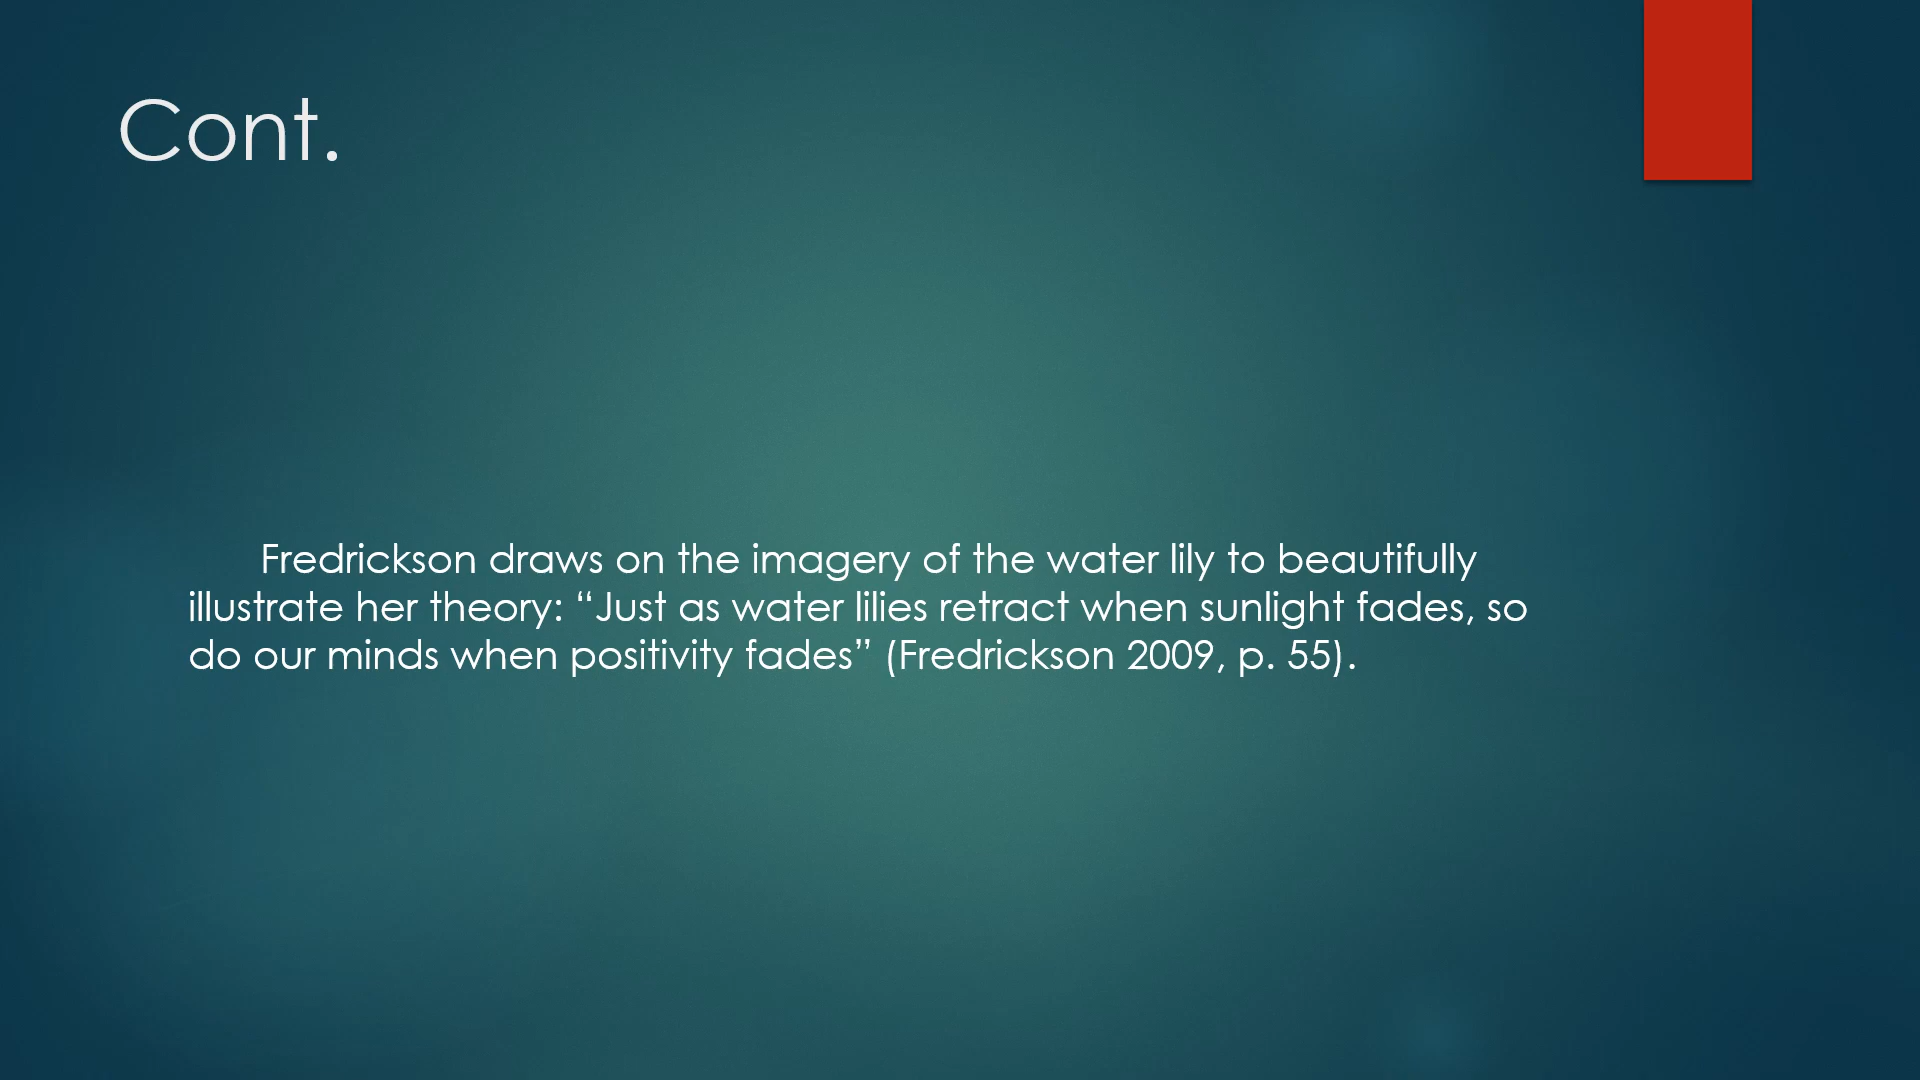 Cont.
Fredrickson draws on the imagery of the water lily to beautifully
illustrate her theory: “Just as water lilies retract when sunlight fades, so
do our minds when positivity fades” (Fredrickson 2009, p. 55).